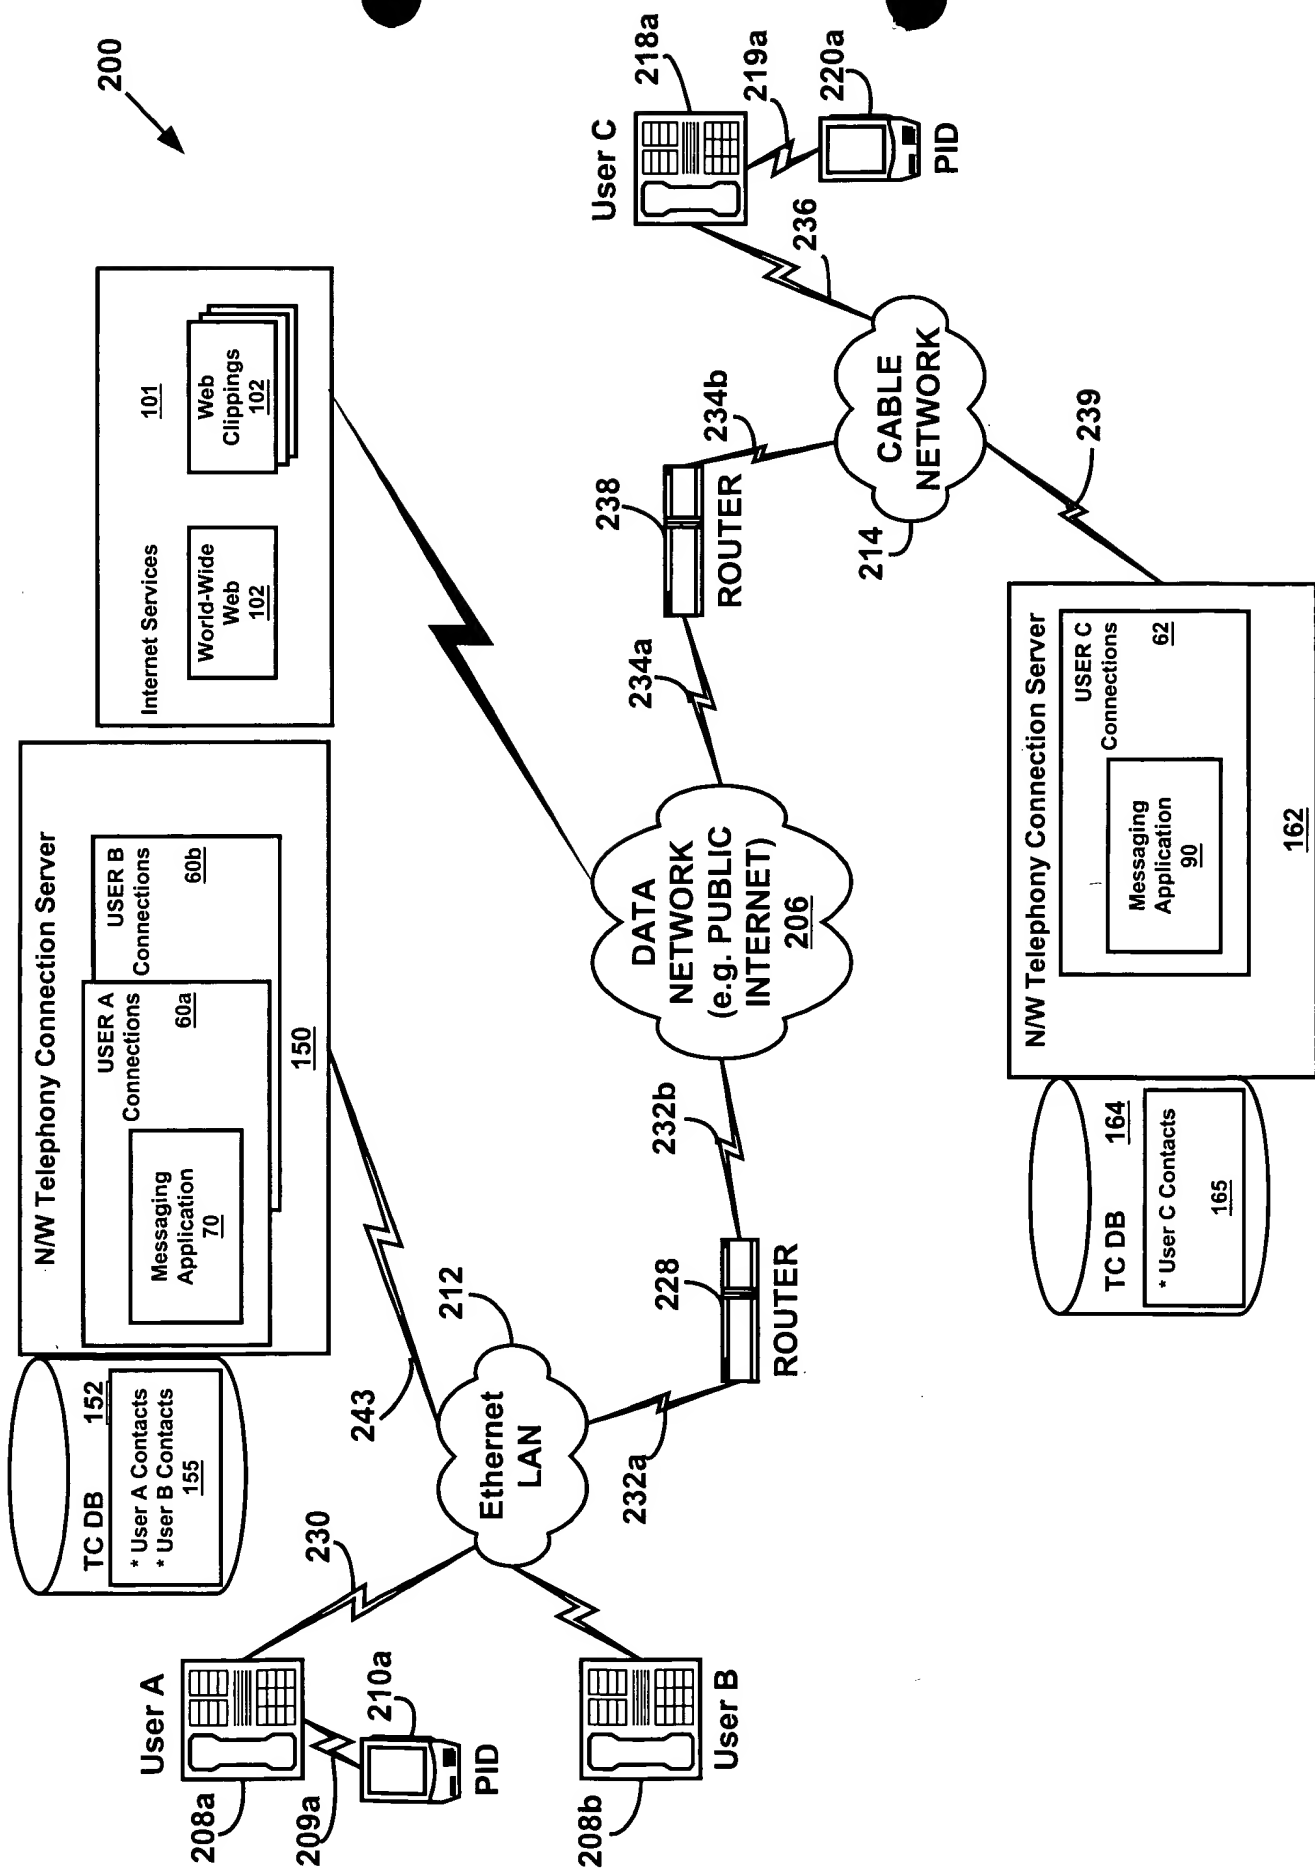 200
TC DB
152
* User A Contacts
* User B Contacts
155
N/W Telephony Connection Server
USER A
Connections
60a
Messaging
Application
70
USER B
Connections
60b
150
Internet Services
101
World-Wide
Web
102
Web
Clippings
102
User A
208a
209a
210a
PID
230
243
212
Ethernet
LAN
208b
User B
232a
228
ROUTER
232b
DATA
NETWORK
(e.g. PUBLIC
INTERNET)
206
234a
238
ROUTER
234b
User C
218a
219a
220a
PID
236
CABLE
NETWORK
214
239
TC DB
164
* User C Contacts
165
N/W Telephony Connection Server
USER C
Connections
62
Messaging
Application
90
162